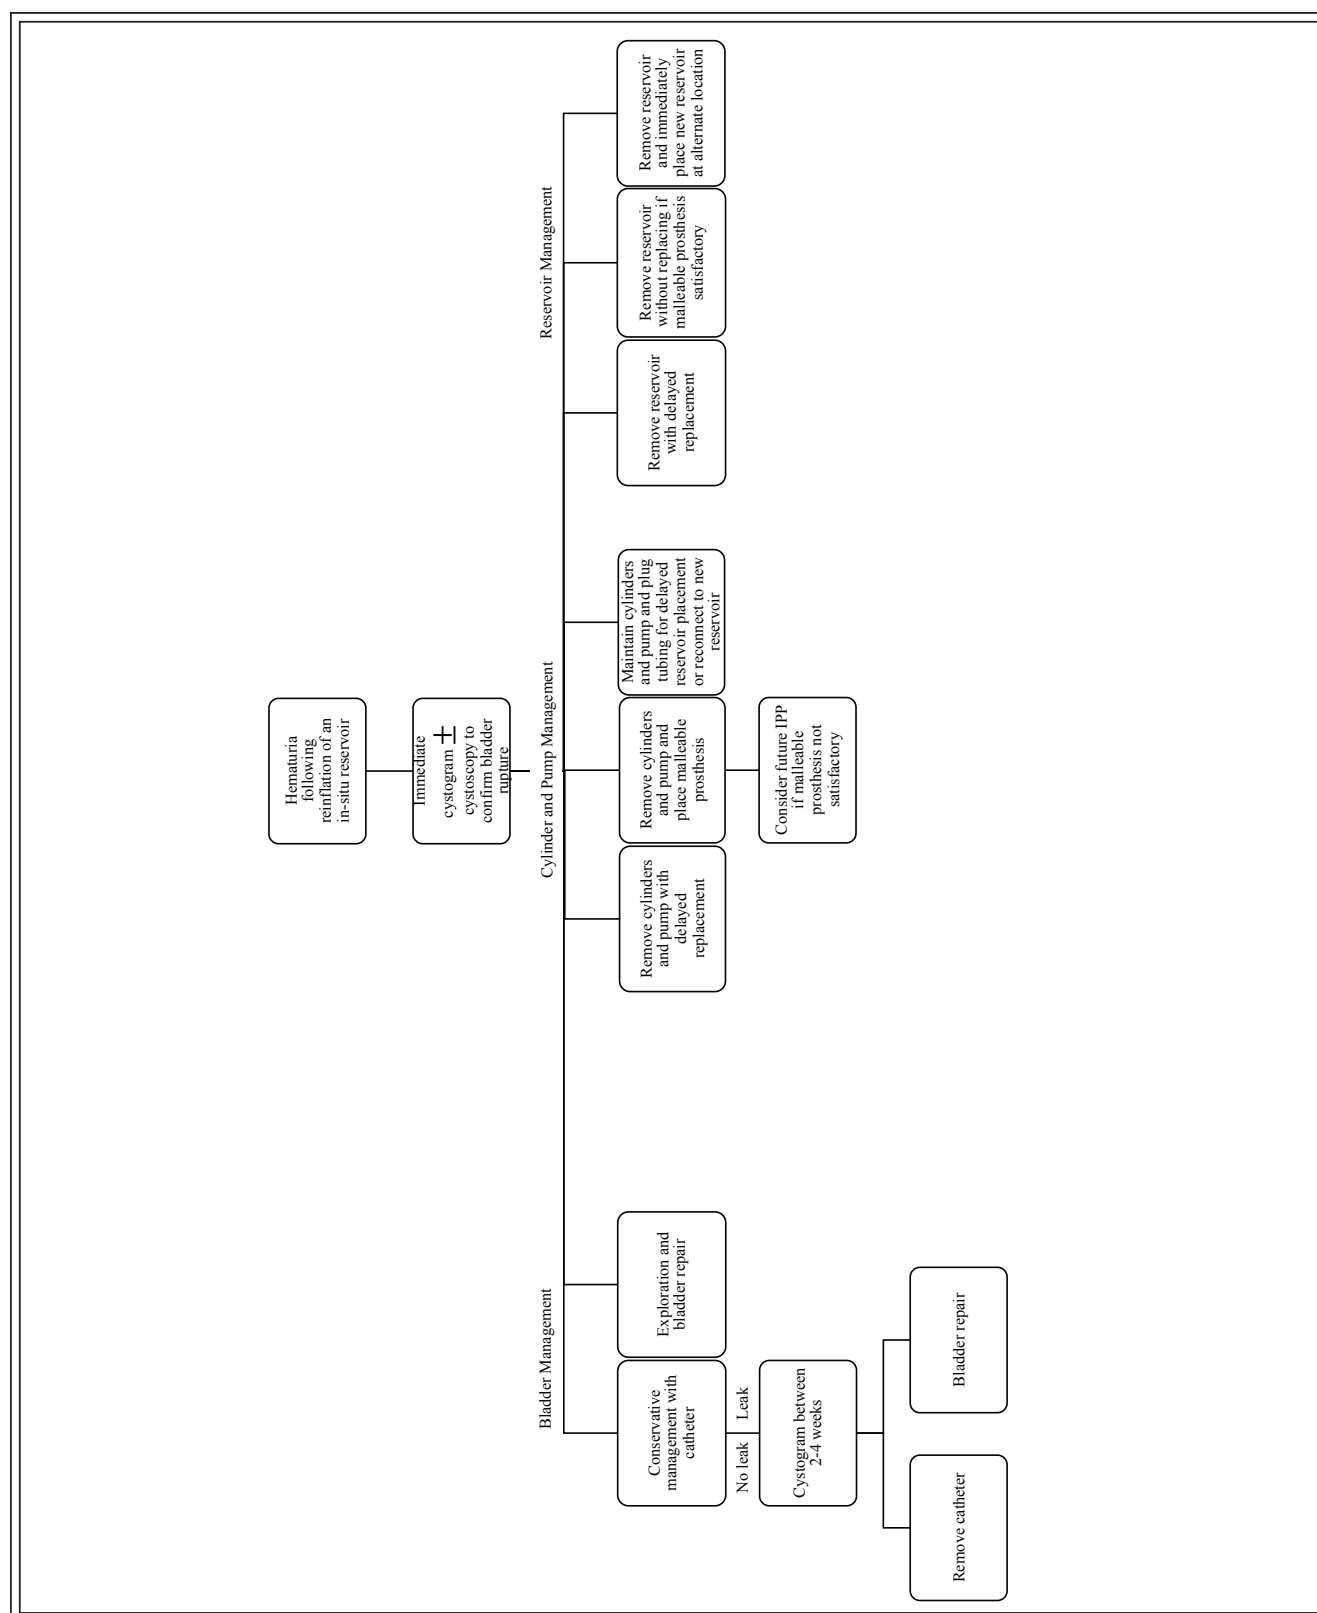 Hematuria
following
reinflation of an
in-situ reservoir
Immediate
cystogram ±
cystoscopy to
confirm bladder
rupture
Bladder Management
Cylinder and Pump Management
Reservoir Management
Conservative
management with
catheter
Exploration and
bladder repair
Remove cylinders
and pump with
delayed
replacement
Remove cylinders
and pump and
place malleable
prosthesis
Maintain cylinders
and pump and plug
tubing for delayed
reservoir placement
or reconnect to new
reservoir
Remove reservoir
with delayed
replacement
Remove reservoir
without replacing if
malleable prosthesis
satisfactory
Remove reservoir
and immediately
place new reservoir
at alternate location
No leak
Leak
Cystogram between
2-4 weeks
Consider future IPP
if malleable
prosthesis not
satisfactory
Remove catheter
Bladder repair